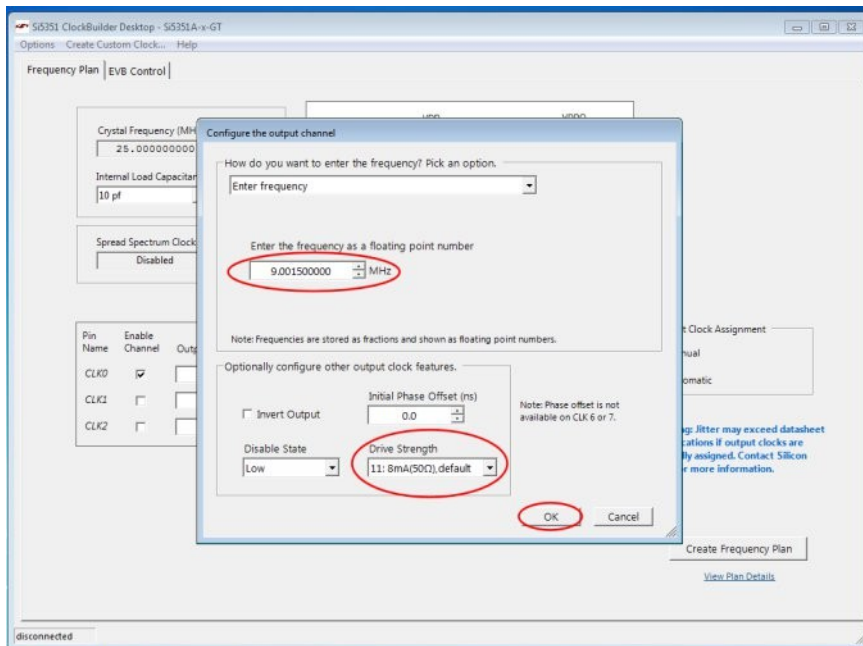 Si5351 ClockBuilder Desktop - Si5351A-x-GT
Options Create Custom Clock... Help
Frequency Plan EVB Control
Crystal Frequency (MH
25.000000000
Internal Load Capacitan
10 pf
Spread Spectrum Clock
Disabled
Pin Name
Enable Channel
Outp
CLK0
CLK1
CLK2
Configure the output channel
How do you want to enter the frequency? Pick an option.
Enter frequency
Enter the frequency as a floating point number
9.001500000 MHz
Note: Frequencies are stored as fractions and shown as floating point numbers.
Optionally configure other output clock features.
Initial Phase Offset (ns)
Invert Output
0.0
Note: Phase offset is not
available on CLK 6 or 7.
Disable State
Drive Strength
Low
11: 8mA(50Ω),default
OK Cancel
t Clock Assignment
nual
omatic
g: Jitter may exceed datasheet
cations if output clocks are
lly assigned. Contact Silicon
r more information.
Create Frequency Plan
View Plan Details
disconnected